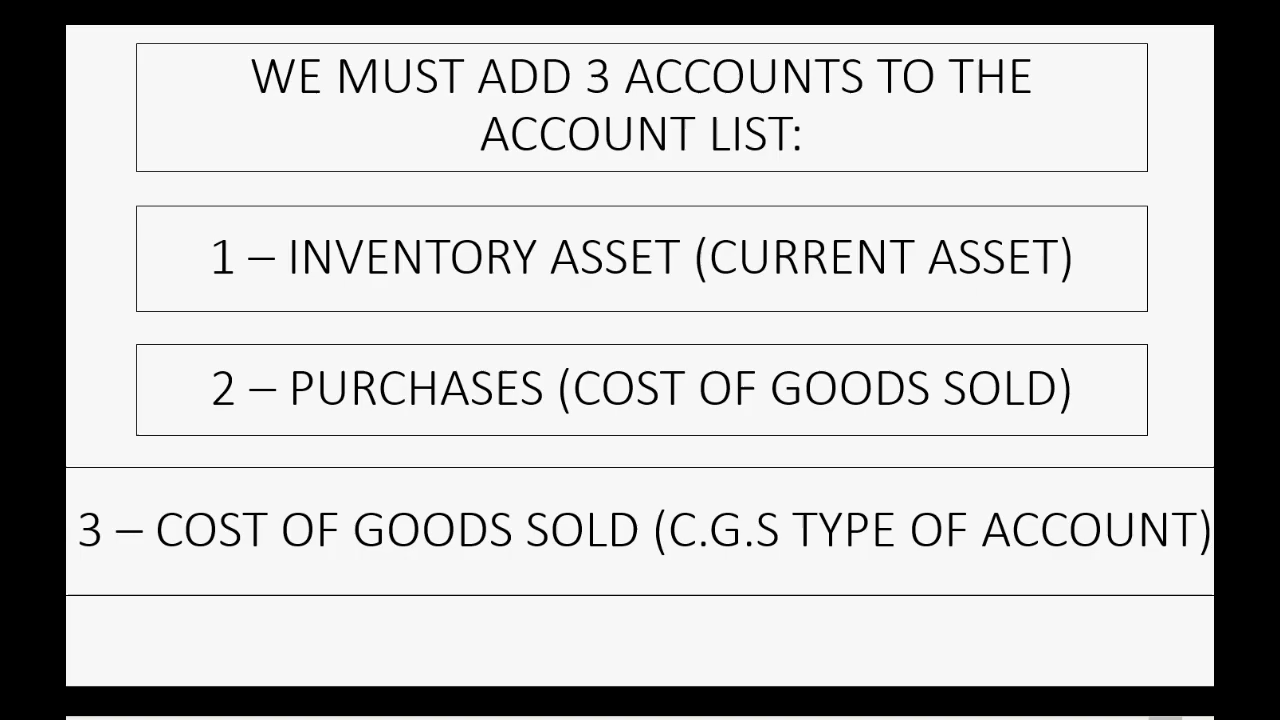 WE MUST ADD 3 ACCOUNTS TO THE
ACCOUNT LIST:
1 – INVENTORY ASSET (CURRENT ASSET)
2 – PURCHASES (COST OF GOODS SOLD)
3 – COST OF GOODS SOLD (C.G.S TYPE OF ACCOUNT)